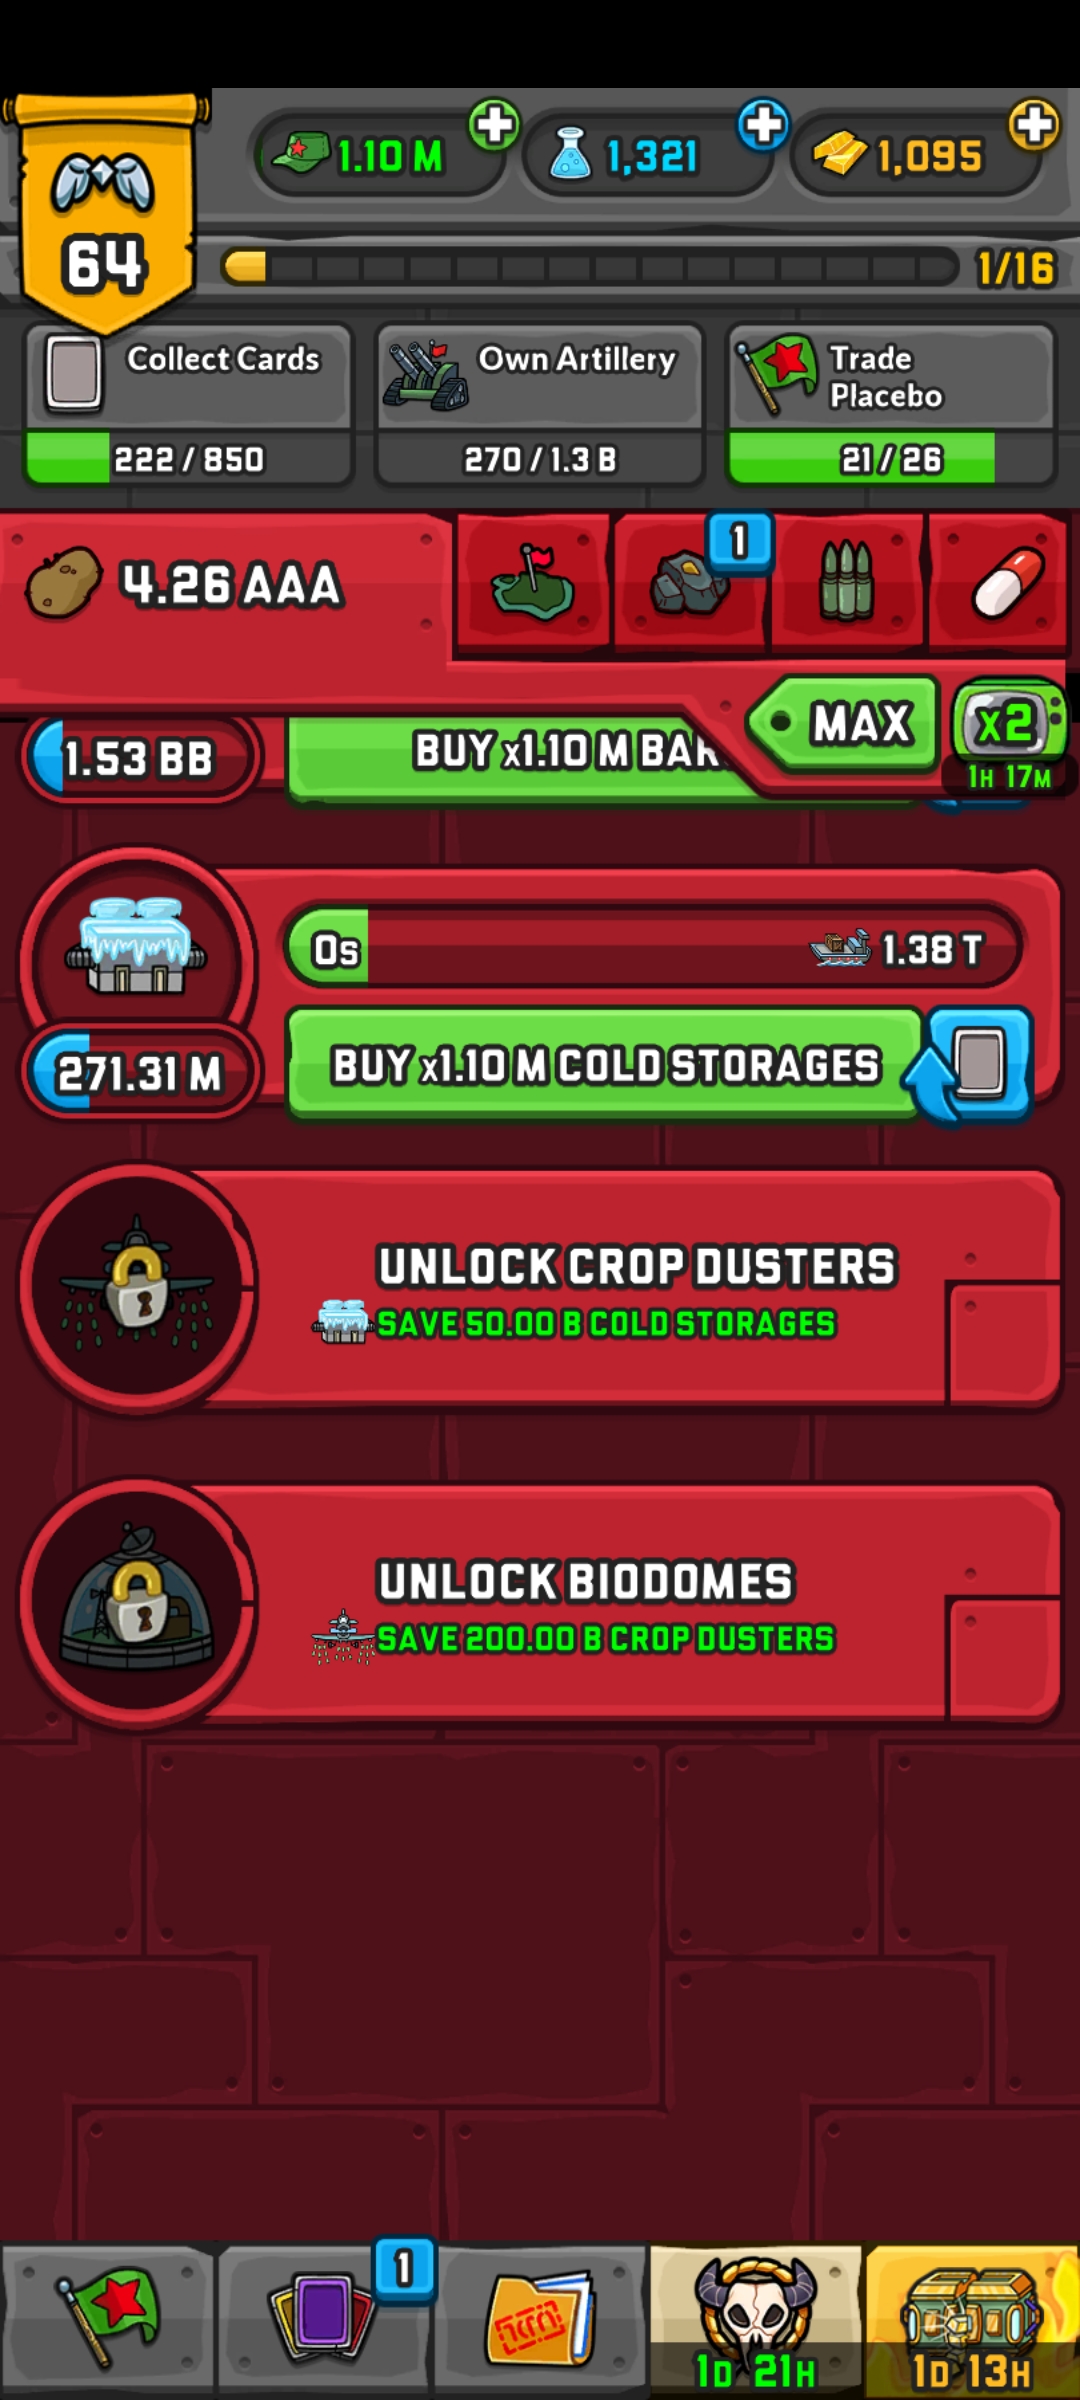 64
1.10 M
1,321
1,095
1/16
Collect Cards
222 / 850
Own Artillery
270 / 1.3 B
Trade
Placebo
21 / 26
4.26 AAA
1
MAX
X2
1H 17M
1.53 BB
BUY x1.10 M BAR
0s
1.38 T
271.31 M
BUY x1.10 M COLD STORAGES
UNLOCK CROP DUSTERS
SAVE 50.00 B COLD STORAGES
UNLOCK BIODOMES
SAVE 200.00 B CROP DUSTERS
1
1D 21H
1D 13H